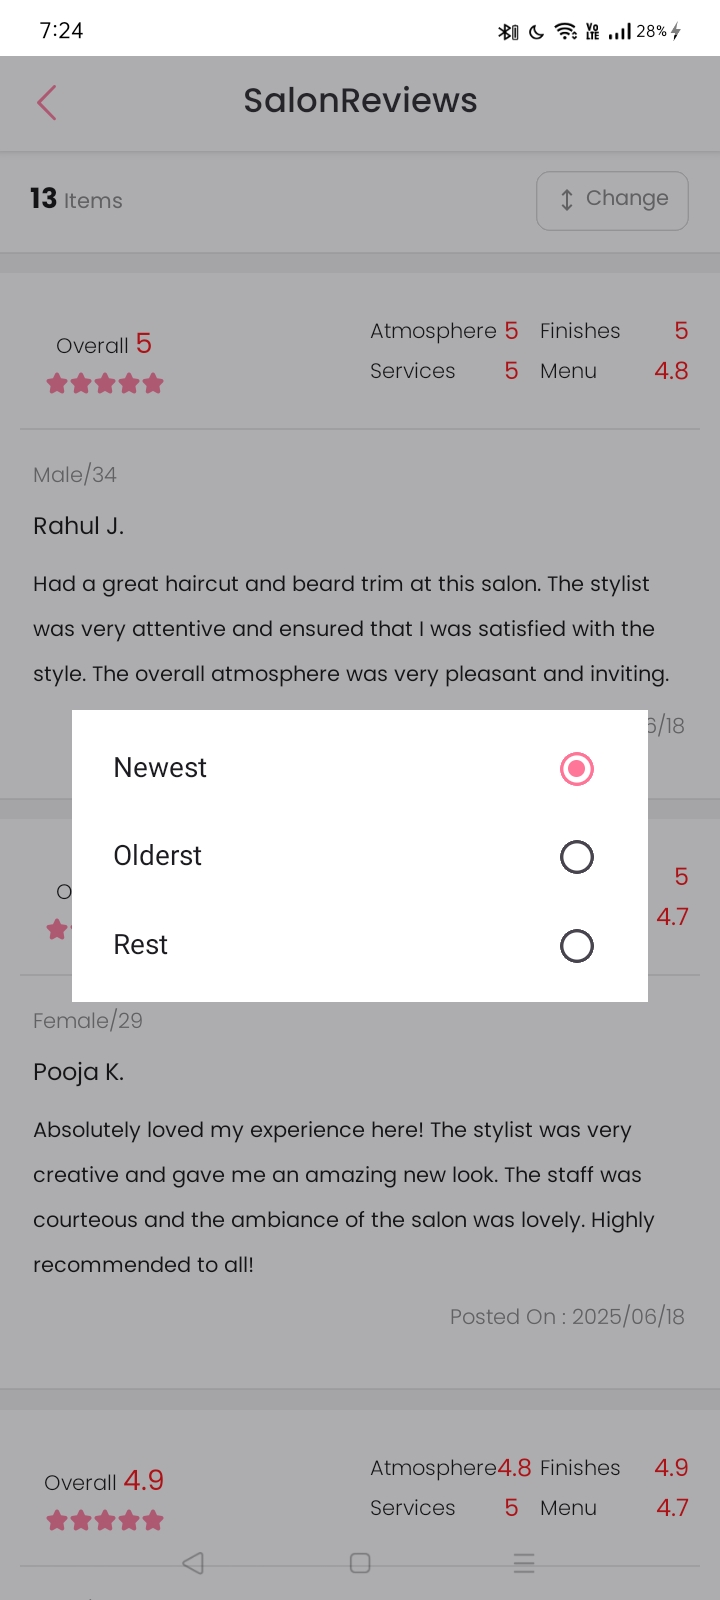 7:24
28%
SalonReviews
13 Items
Change
Overall 5
Atmosphere 5 Finishes 5
Services 5 Menu 4.8
Male/34
Rahul J.
Had a great haircut and beard trim at this salon. The stylist
was very attentive and ensured that I was satisfied with the
style. The overall atmosphere was very pleasant and inviting.
6/18
Newest
Olderst
Rest
5
4.7
Female/29
Pooja K.
Absolutely loved my experience here! The stylist was very
creative and gave me an amazing new look. The staff was
courteous and the ambiance of the salon was lovely. Highly
recommended to all!
Posted On : 2025/06/18
Overall 4.9
Atmosphere 4.8 Finishes 4.9
Services 5 Menu 4.7